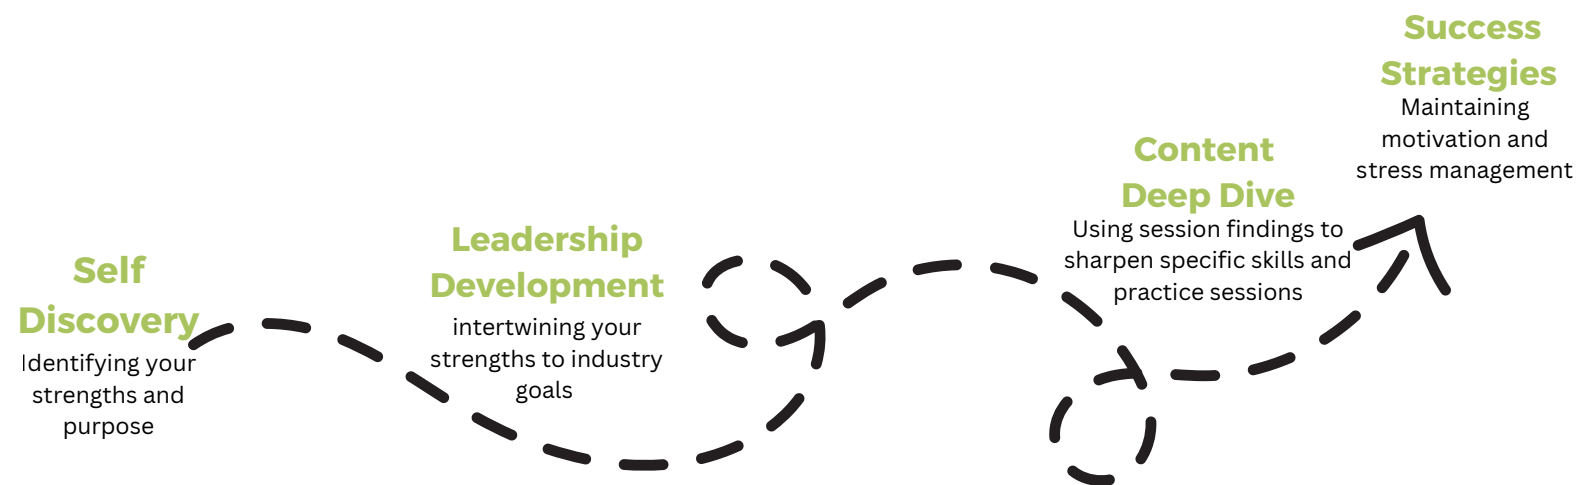 Self
Discovery
Identifying your
strengths and
purpose
Leadership
Development
intertwining your
strengths to industry
goals
Content
Deep Dive
Using session findings to
sharpen specific skills and
practice sessions
Success
Strategies
Maintaining
motivation and
stress management